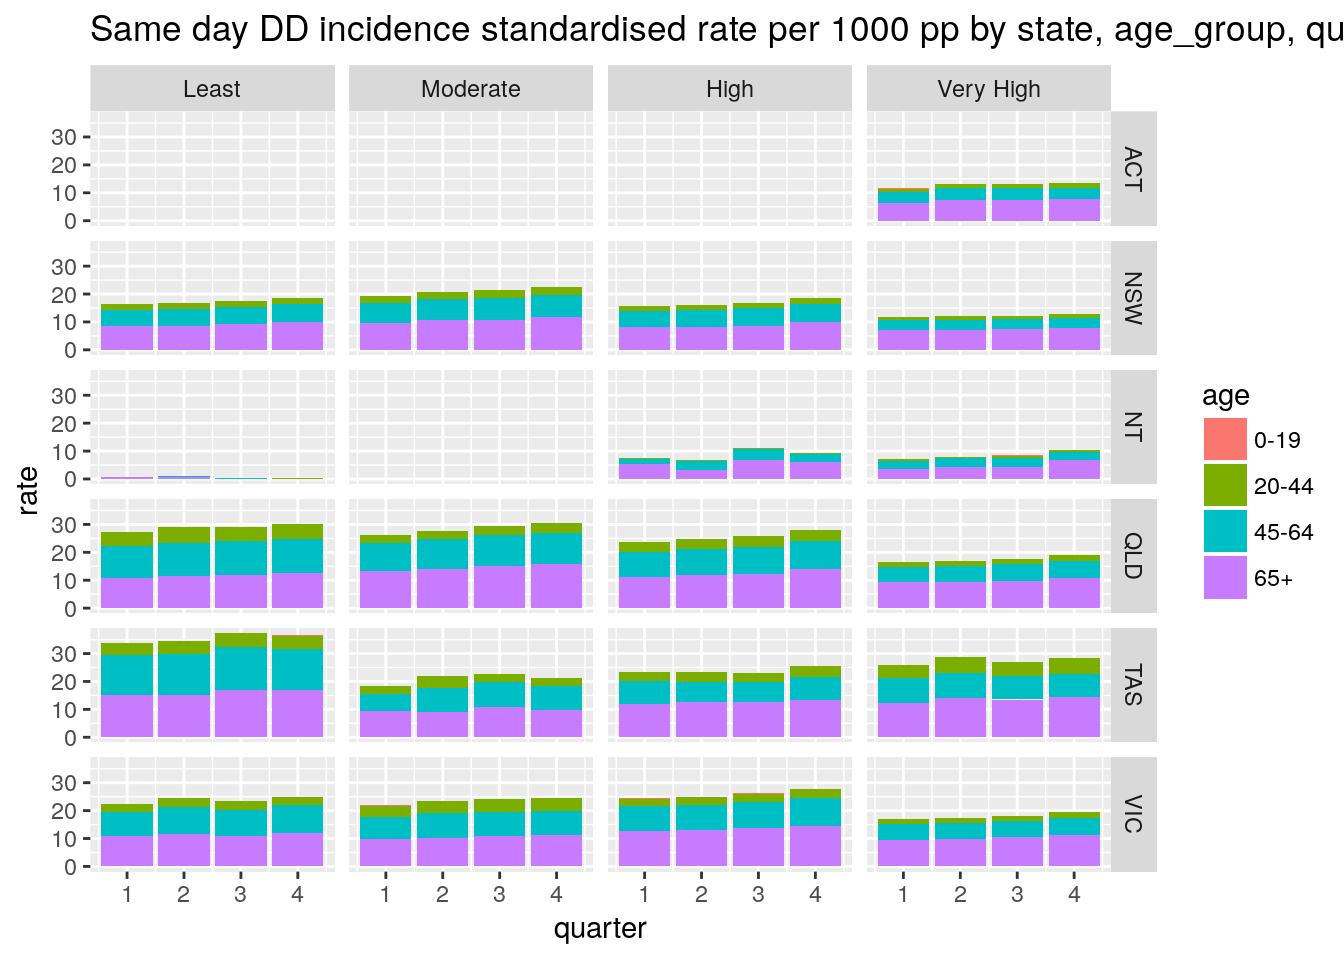 Same day DD incidence standardised rate per 1000 pp by state, age_group, qu
Least Moderate High Very High
30
20
10
0
ACT
30
20
10
0
NSW
30
20
10
0
NT
30
20
10
0
QLD
30
20
10
0
TAS
30
20
10
0
VIC
1 2 3 4 1 2 3 4 1 2 3 4 1 2 3 4
quarter
rate
age
0-19
20-44
45-64
65+